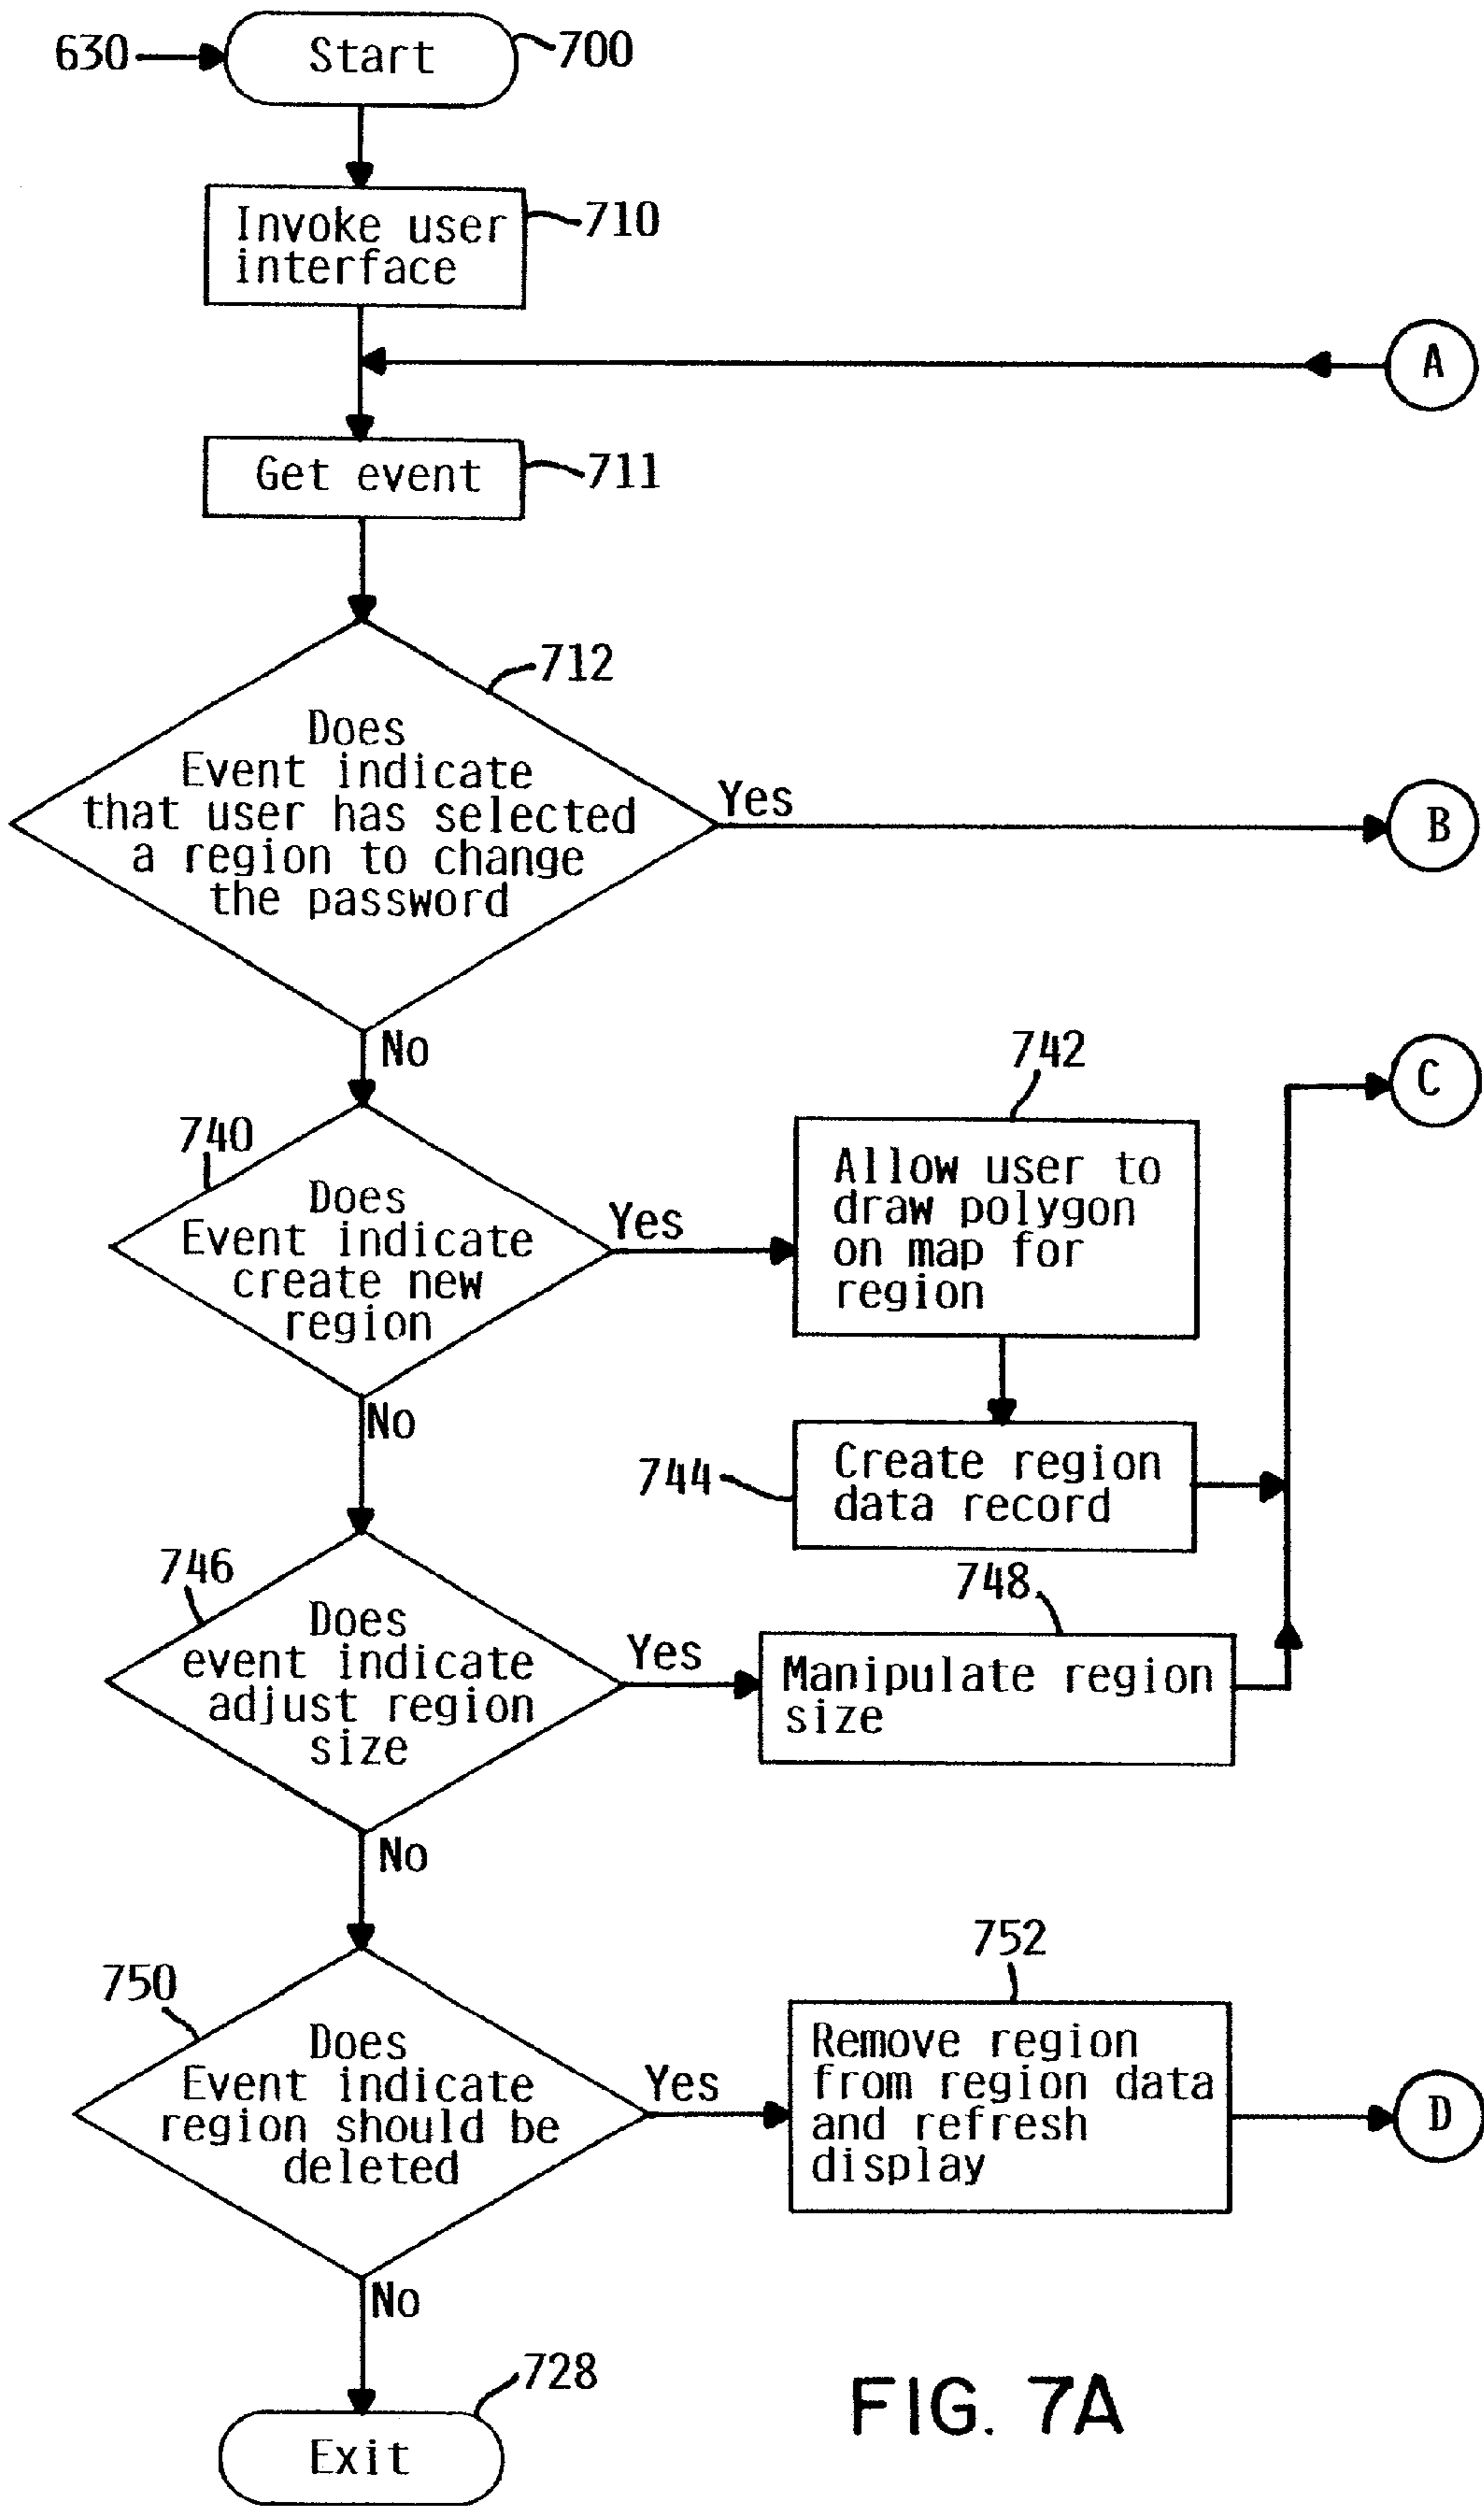 630
Start
700
Invoke user
interface
710
A
Get event
711
712
Does
Event indicate
that user has selected
a region to change
the password
Yes
B
No
742
C
740
Does
Event indicate
create new
region
Yes
Allow user to
draw polygon
on map for
region
No
744
Create region
data record
746
748
Does
event indicate
adjust region
size
Yes
Manipulate region
size
No
752
750
Does
Event indicate
region should be
deleted
Yes
Remove region
from region data
and refresh
display
D
No
728
Exit
FIG. 7A